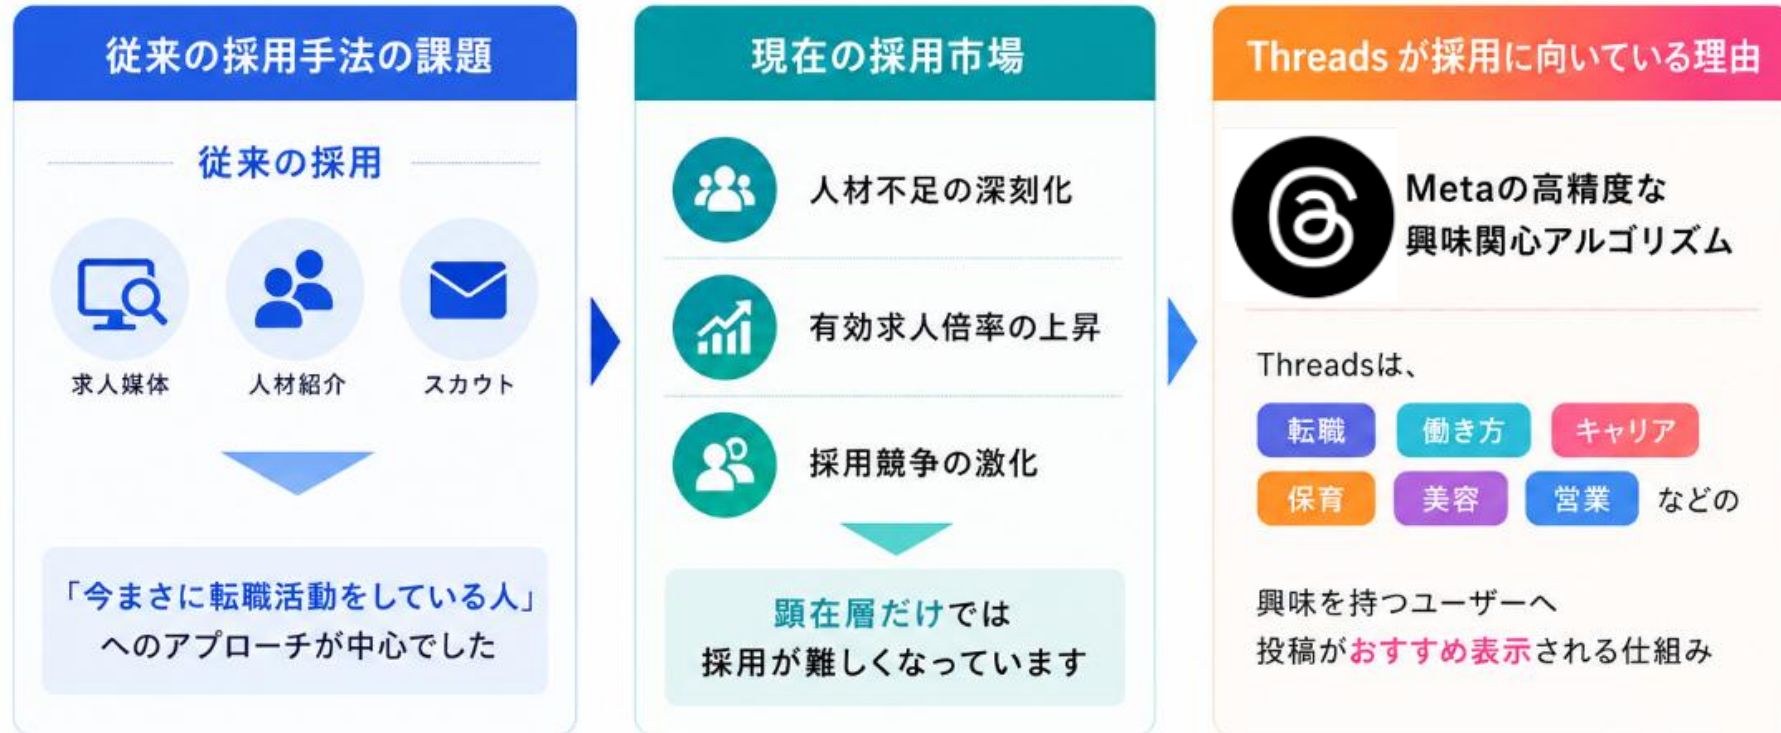 従来の採用手法の課題
従来の採用
求人媒体
人材紹介
スカウト
「今まさに転職活動をしている人」
へのアプローチが中心でした
現在の採用市場
人材不足の深刻化
有効求人倍率の上昇
採用競争の激化
顕在層だけでは
採用が難しくなっています
Threads が採用に向いている理由
Metaの高精度な
興味関心アルゴリズム
Threadsは、
転職 働き方 キャリア
保育 美容 営業 などの
興味を持つユーザーへ
投稿がおすすめ表示される仕組み